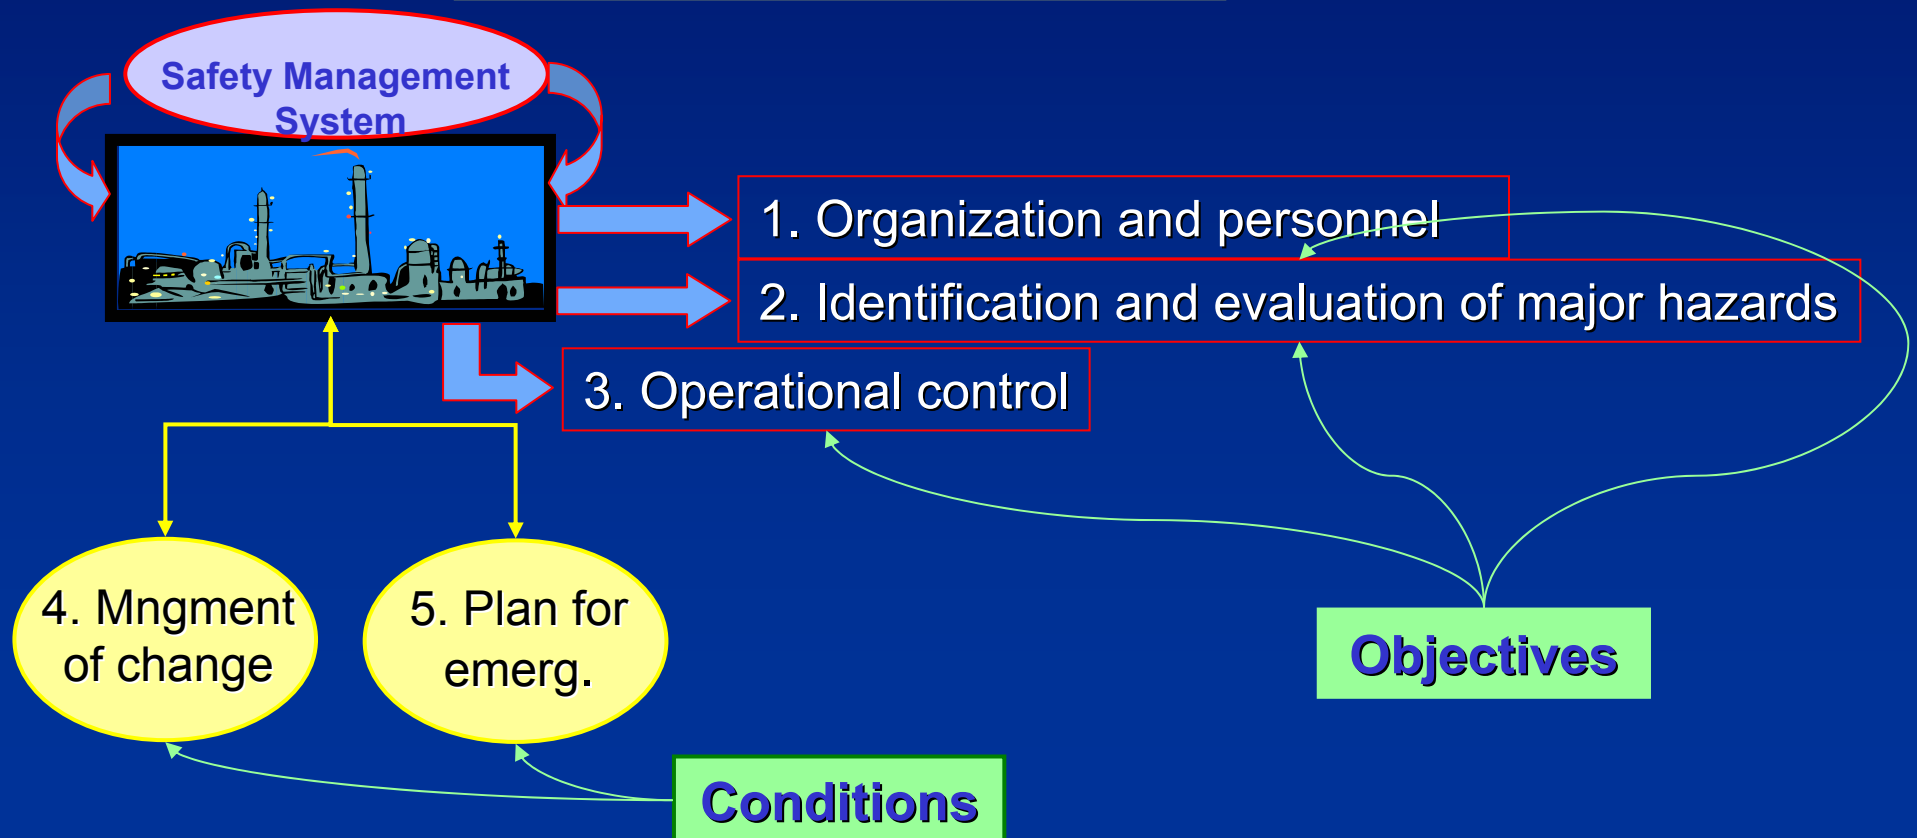 Safety Management
System
1. Organization and personnel
2. Identification and evaluation of major hazards
3. Operational control
4. Mngment
of change
5. Plan for
emerg.
Objectives
Conditions